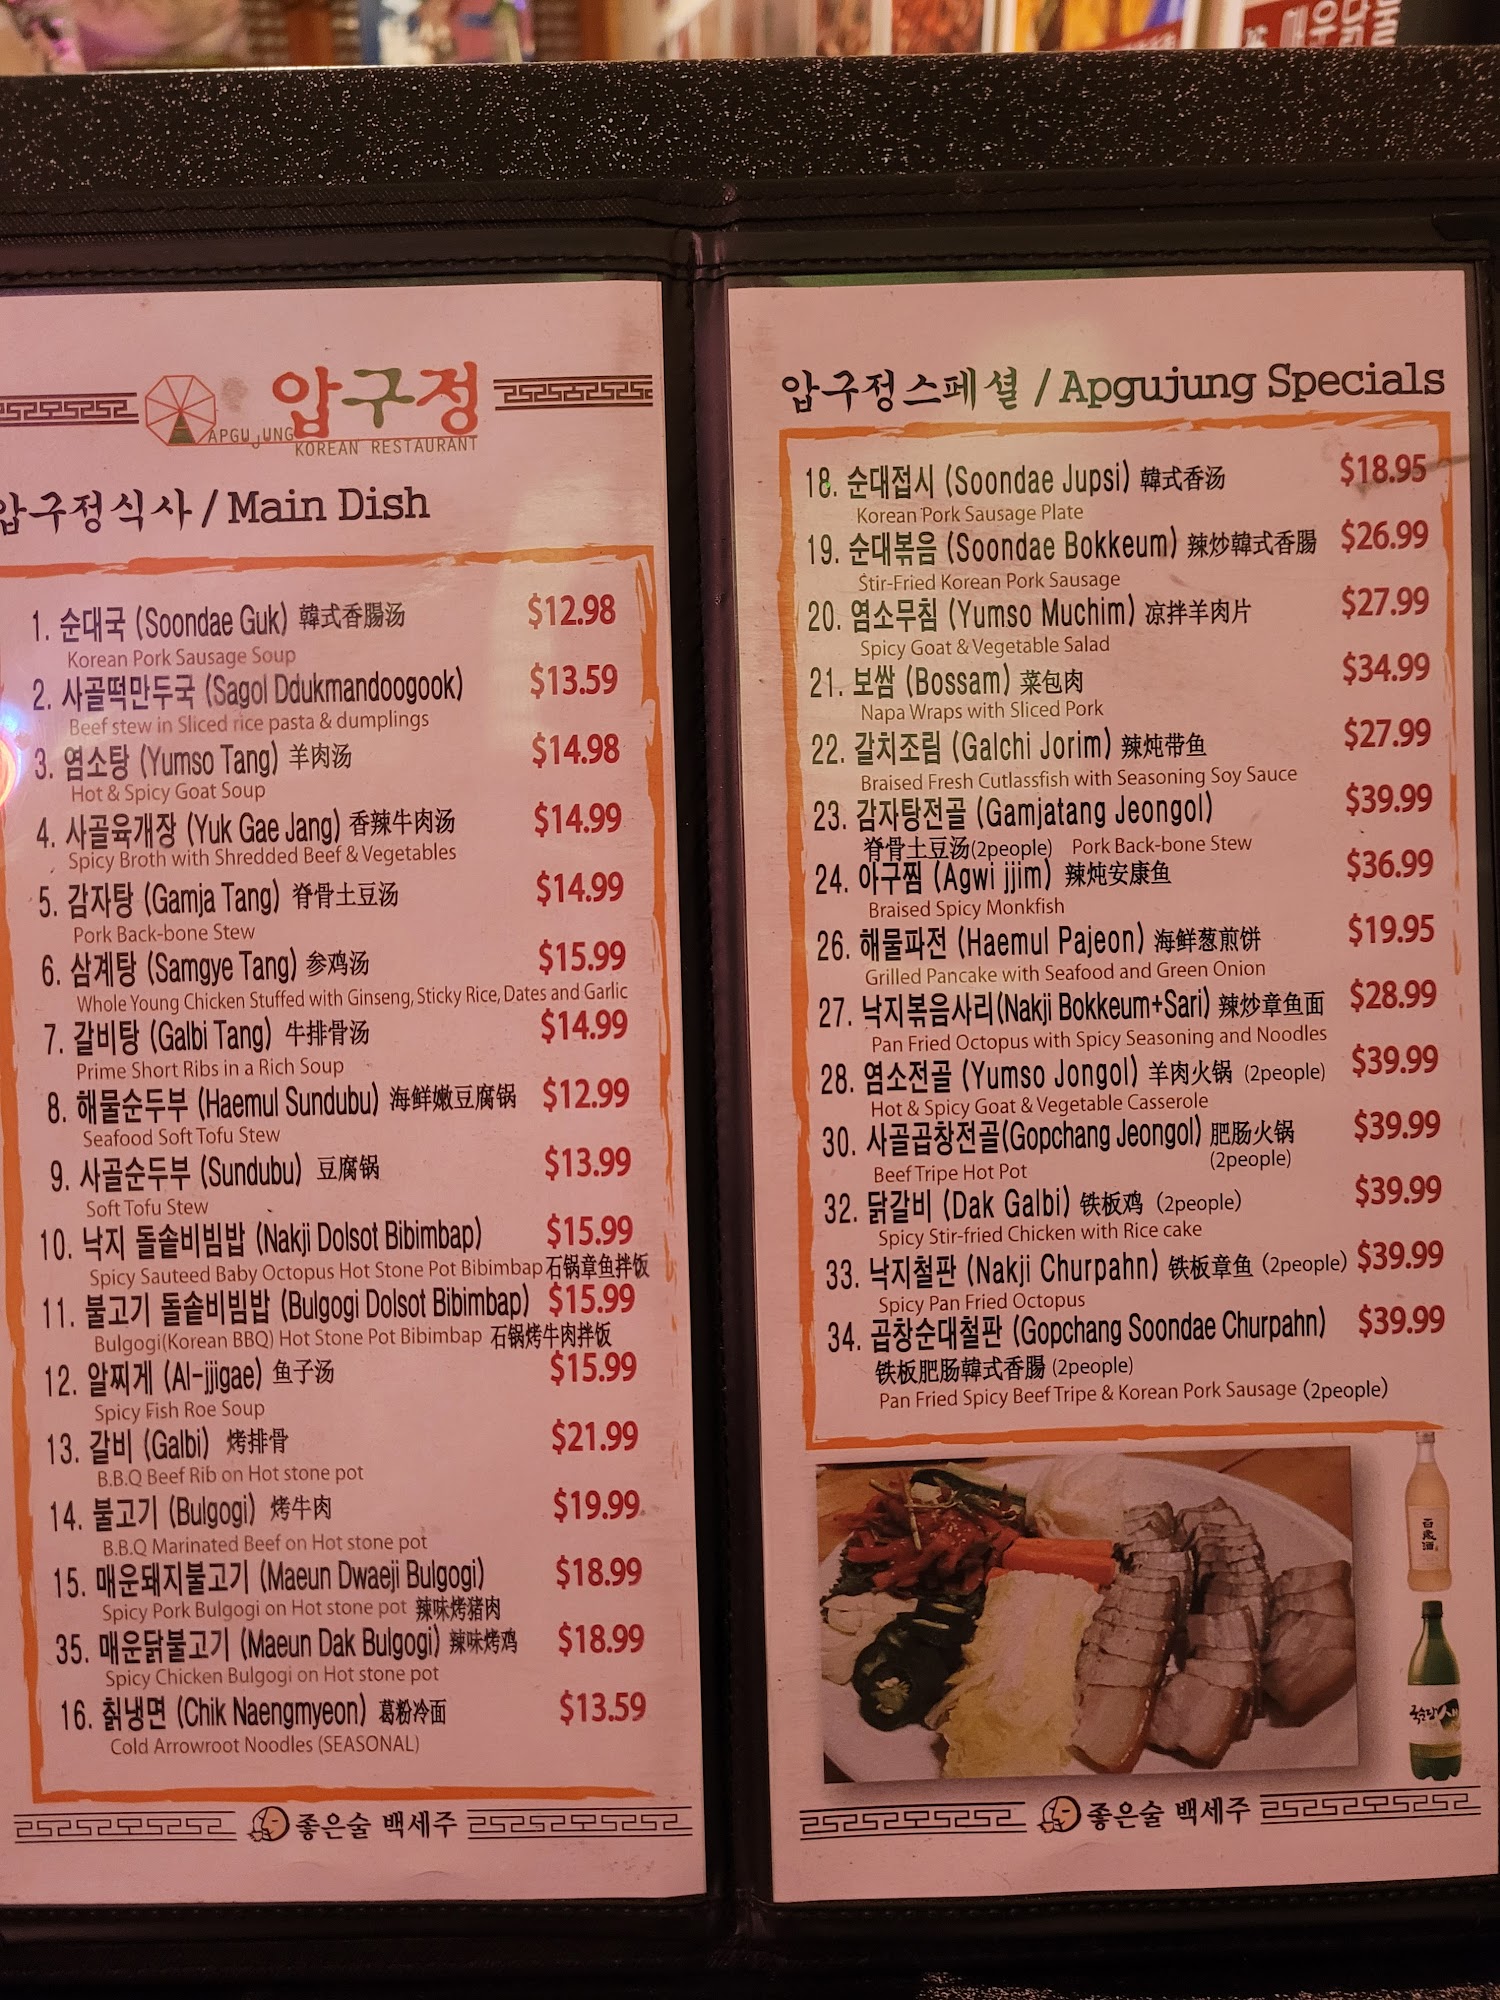 APGUJUNG 압구정
KOREAN RESTAURANT
압구정식사 / Main Dish
1. 순대국 (Soondae Guk) 韓式香腸汤 $12.98
Korean Pork Sausage Soup
2. 사골떡만두국 (Sagol Ddukmandoogook) $13.59
Beef stew in Sliced rice pasta & dumplings
3. 염소탕 (Yumso Tang) 羊肉汤 $14.98
Hot & Spicy Goat Soup
4. 사골육개장 (Yuk Gae Jang) 香辣牛肉汤 $14.99
Spicy Broth with Shredded Beef & Vegetables
5. 감자탕 (Gamja Tang) 脊骨土豆汤 $14.99
Pork Back-bone Stew
6. 삼계탕 (Samgye Tang) 参鸡汤 $15.99
Whole Young Chicken Stuffed with Ginseng, Sticky Rice, Dates and Garlic
7. 갈비탕 (Galbi Tang) 牛排骨汤 $14.99
Prime Short Ribs in a Rich Soup
8. 해물순두부 (Haemul Sundubu) 海鲜嫩豆腐锅 $12.99
Seafood Soft Tofu Stew
9. 사골순두부 (Sundubu) 豆腐锅 $13.99
Soft Tofu Stew
10. 낙지 돌솥비빔밥 (Nakji Dolsot Bibimbap) $15.99
Spicy Sauteed Baby Octopus Hot Stone Pot Bibimbap 石锅章鱼拌饭
11. 불고기 돌솥비빔밥 (Bulgogi Dolsot Bibimbap) $15.99
Bulgogi(Korean BBQ) Hot Stone Pot Bibimbap 石锅烤牛肉拌饭
12. 알찌게 (Al-jjigae) 鱼子汤 $15.99
Spicy Fish Roe Soup
13. 갈비 (Galbi) 烤排骨 $21.99
B.B.Q Beef Rib on Hot stone pot
14. 불고기 (Bulgogi) 烤牛肉 $19.99
B.B.Q Marinated Beef on Hot stone pot
15. 매운돼지불고기 (Maeun Dwaeji Bulgogi) $18.99
Spicy Pork Bulgogi on Hot stone pot 辣味烤猪肉
35. 매운닭불고기 (Maeun Dak Bulgogi) 辣味烤鸡 $18.99
Spicy Chicken Bulgogi on Hot stone pot
16. 칡냉면 (Chik Naengmyeon) 葛粉冷面 $13.59
Cold Arrowroot Noodles (SEASONAL)
좋은술 백세주
압구정스페셜 / Apgujung Specials
18. 순대접시 (Soondae Jupsi) 韓式香汤 $18.95
Korean Pork Sausage Plate
19. 순대볶음 (Soondae Bokkeum) 辣炒韓式香腸 $26.99
Stir-Fried Korean Pork Sausage
20. 염소무침 (Yumso Muchim) 凉拌羊肉片 $27.99
Spicy Goat & Vegetable Salad
21. 보쌈 (Bossam) 菜包肉 $34.99
Napa Wraps with Sliced Pork
22. 갈치조림 (Galchi Jorim) 辣炖带鱼 $27.99
Braised Fresh Cutlassfish with Seasoning Soy Sauce
23. 감자탕전골 (Gamjatang Jeongol) $39.99
脊骨土豆汤(2people) Pork Back-bone Stew
24. 아구찜 (Agwi jjim) 辣炖安康鱼 $36.99
Braised Spicy Monkfish
26. 해물파전 (Haemul Pajeon) 海鲜葱煎饼 $19.95
Grilled Pancake with Seafood and Green Onion
27. 낙지볶음사리(Nakji Bokkeum+Sari) 辣炒章鱼面 $28.99
Pan Fried Octopus with Spicy Seasoning and Noodles
28. 염소전골 (Yumso Jongol) 羊肉火锅 (2people) $39.99
Hot & Spicy Goat & Vegetable Casserole
30. 사골곱창전골(Gopchang Jeongol) 肥肠火锅 $39.99
Beef Tripe Hot Pot (2people)
32. 닭갈비 (Dak Galbi) 铁板鸡 (2people) $39.99
Spicy Stir-fried Chicken with Rice cake
33. 낙지철판 (Nakji Churpahn) 铁板章鱼 (2people) $39.99
Spicy Pan Fried Octopus
34. 곱창순대철판 (Gopchang Soondae Churpahn) $39.99
铁板肥肠韓式香腸 (2people)
Pan Fried Spicy Beef Tripe & Korean Pork Sausage (2people)
百歲酒
국순당
좋은술 백세주